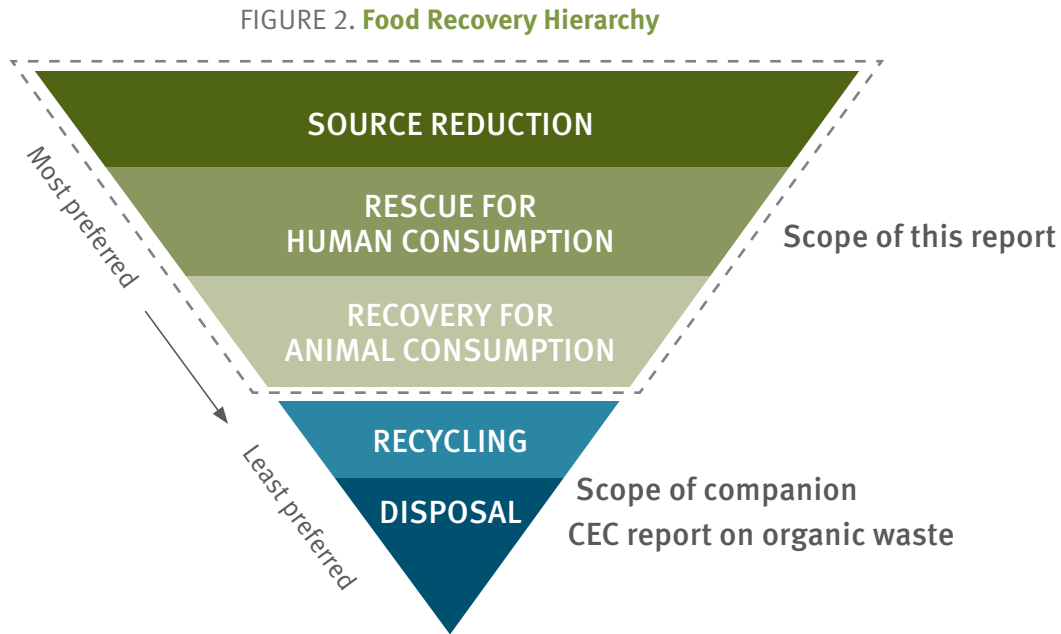 FIGURE 2. Food Recovery Hierarchy
SOURCE REDUCTION
RESCUE FOR
HUMAN CONSUMPTION
RECOVERY FOR
ANIMAL CONSUMPTION
RECYCLING
DISPOSAL
Most preferred
Least preferred
Scope of this report
Scope of companion
CEC report on organic waste